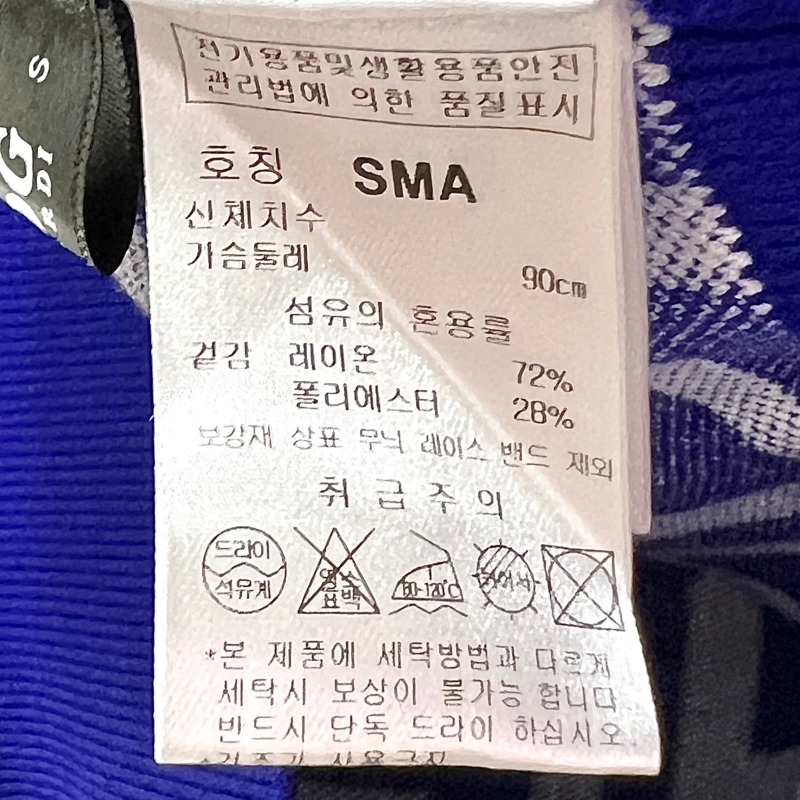 S
G
전기용품및생활용품안전
관리법에 의한 품질표시
호칭 SMA
신체치수
가슴둘레 90cm
섬유의 혼용률
겉감 레이온 72%
폴리에스터 28%
보강재 상표 무늬 레이스 밴드 제외
취 급 주 의
드라이
석유계
염소
표백
*본 제품에 세탁방법과 다르게
세탁시 보상이 불가능 합니다
반드시 단독 드라이 하십시오